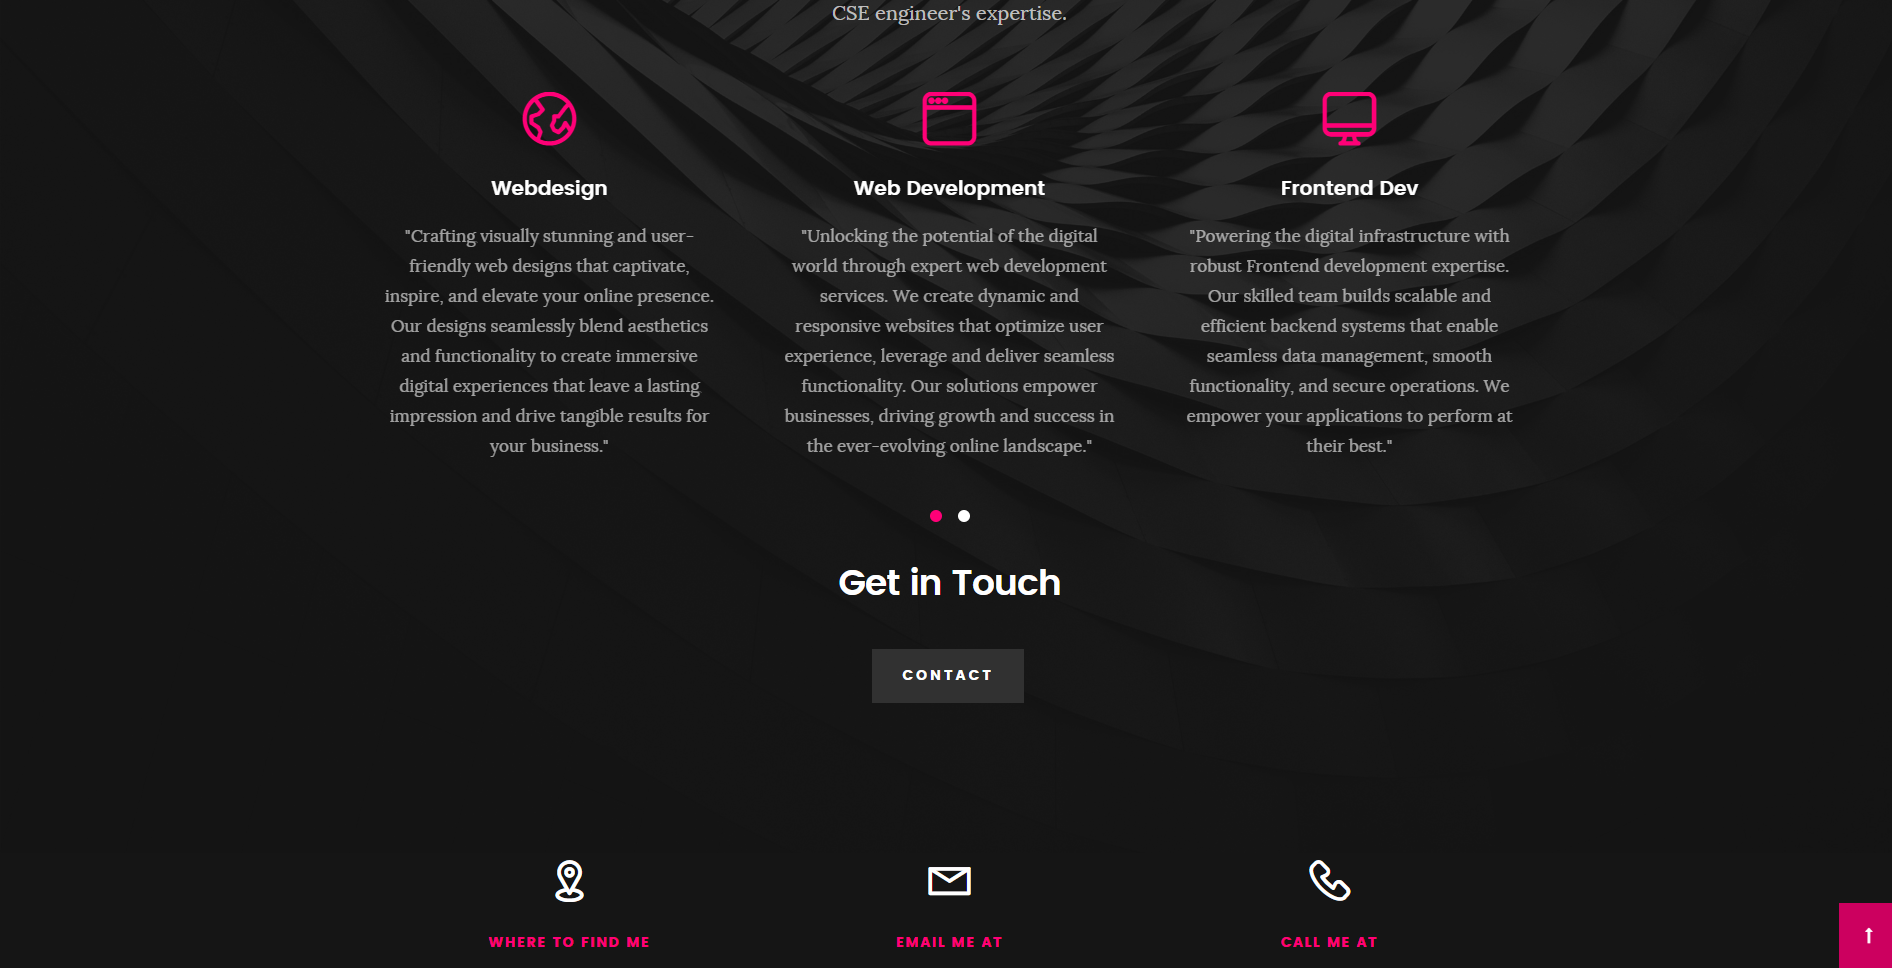 CSE engineer's expertise.
Webdesign
"Crafting visually stunning and user-
friendly web designs that captivate,
inspire, and elevate your online presence.
Our designs seamlessly blend aesthetics
and functionality to create immersive
digital experiences that leave a lasting
impression and drive tangible results for
your business."
Web Development
"Unlocking the potential of the digital
world through expert web development
services. We create dynamic and
responsive websites that optimize user
experience, leverage and deliver seamless
functionality. Our solutions empower
businesses, driving growth and success in
the ever-evolving online landscape."
Frontend Dev
"Powering the digital infrastructure with
robust Frontend development expertise.
Our skilled team builds scalable and
efficient backend systems that enable
seamless data management, smooth
functionality, and secure operations. We
empower your applications to perform at
their best."
Get in Touch
CONTACT
WHERE TO FIND ME
EMAIL ME AT
CALL ME AT